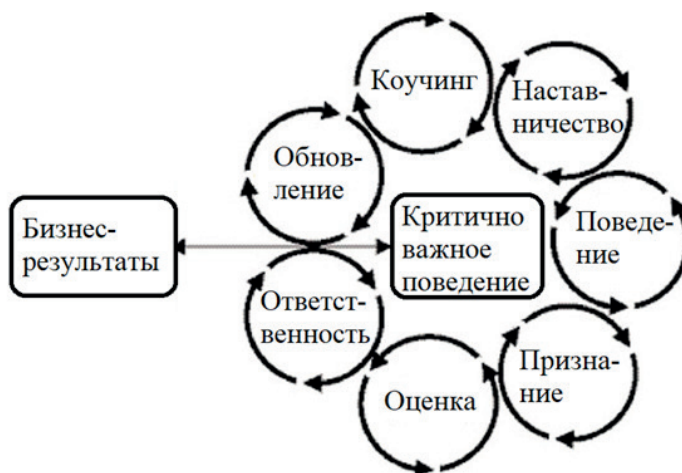 Коучинг
Настав-
ничество
Обнов-
ление
Бизнес-
результаты
Критично
важное
поведение
Поведе-
ние
Ответст-
венность
Призна-
ние
Оценка